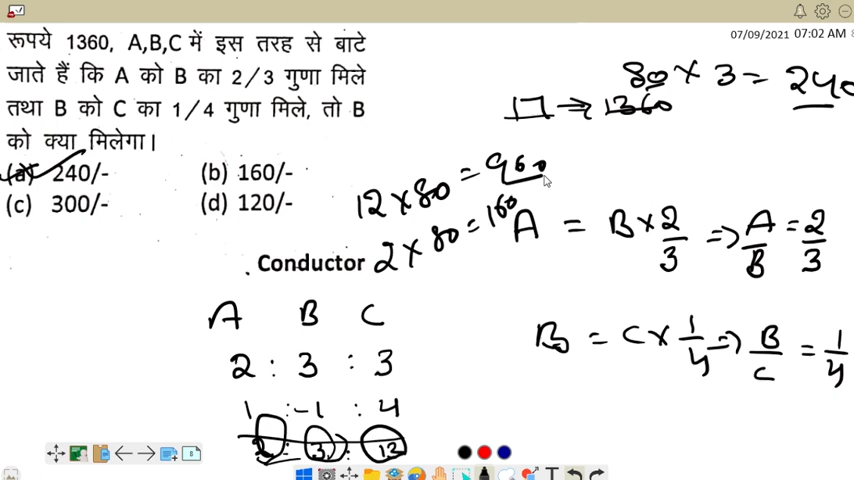 07/09/2021 07:02 AM
रूपये 1360, A,B,C में इस तरह से बाटे
जाते हैं कि A को B का 2/3 गुणा मिले
तथा B को C का 1/4 गुणा मिले, तो B
को क्या मिलेगा।
(a) 240/- (b) 160/-
(c) 300/- (d) 120/-
80 × 3 = 240
→ 1360
12 × 80 = 960
2 × 80 = 160
A = B × 2/3 ⇒ A/B = 2/3
Conductor
B = C × 1/4 ⇒ B/C = 1/4
A B C
2 : 3 : 3
1 : 1 : 4
2 : 3 : 12
8